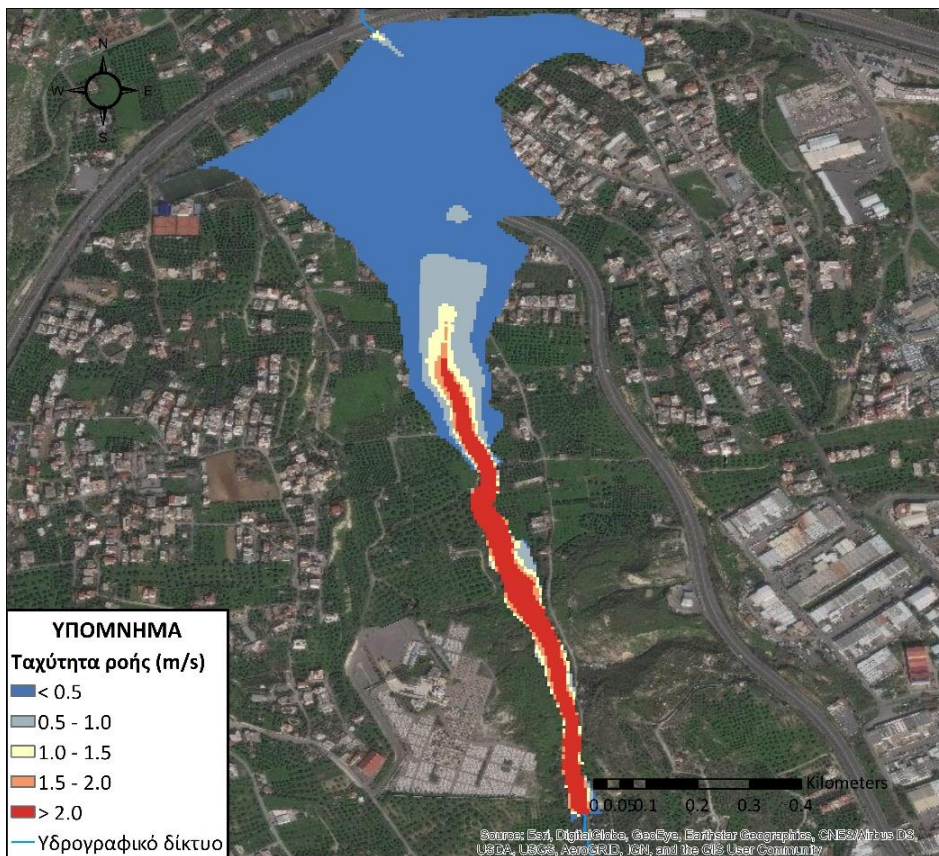 N
W E
S
ΥΠΟΜΝΗΜΑ
Ταχύτητα ροής (m/s)
< 0.5
0.5 - 1.0
1.0 - 1.5
1.5 - 2.0
> 2.0
Υδρογραφικό δίκτυο
Kilometers
0 0.05 0.1 0.2 0.3 0.4
Source: Esri, DigitalGlobe, GeoEye, Earthstar Geographics, CNES/Airbus DS,
USDA, USGS, AeroGRID, IGN, and the GIS User Community